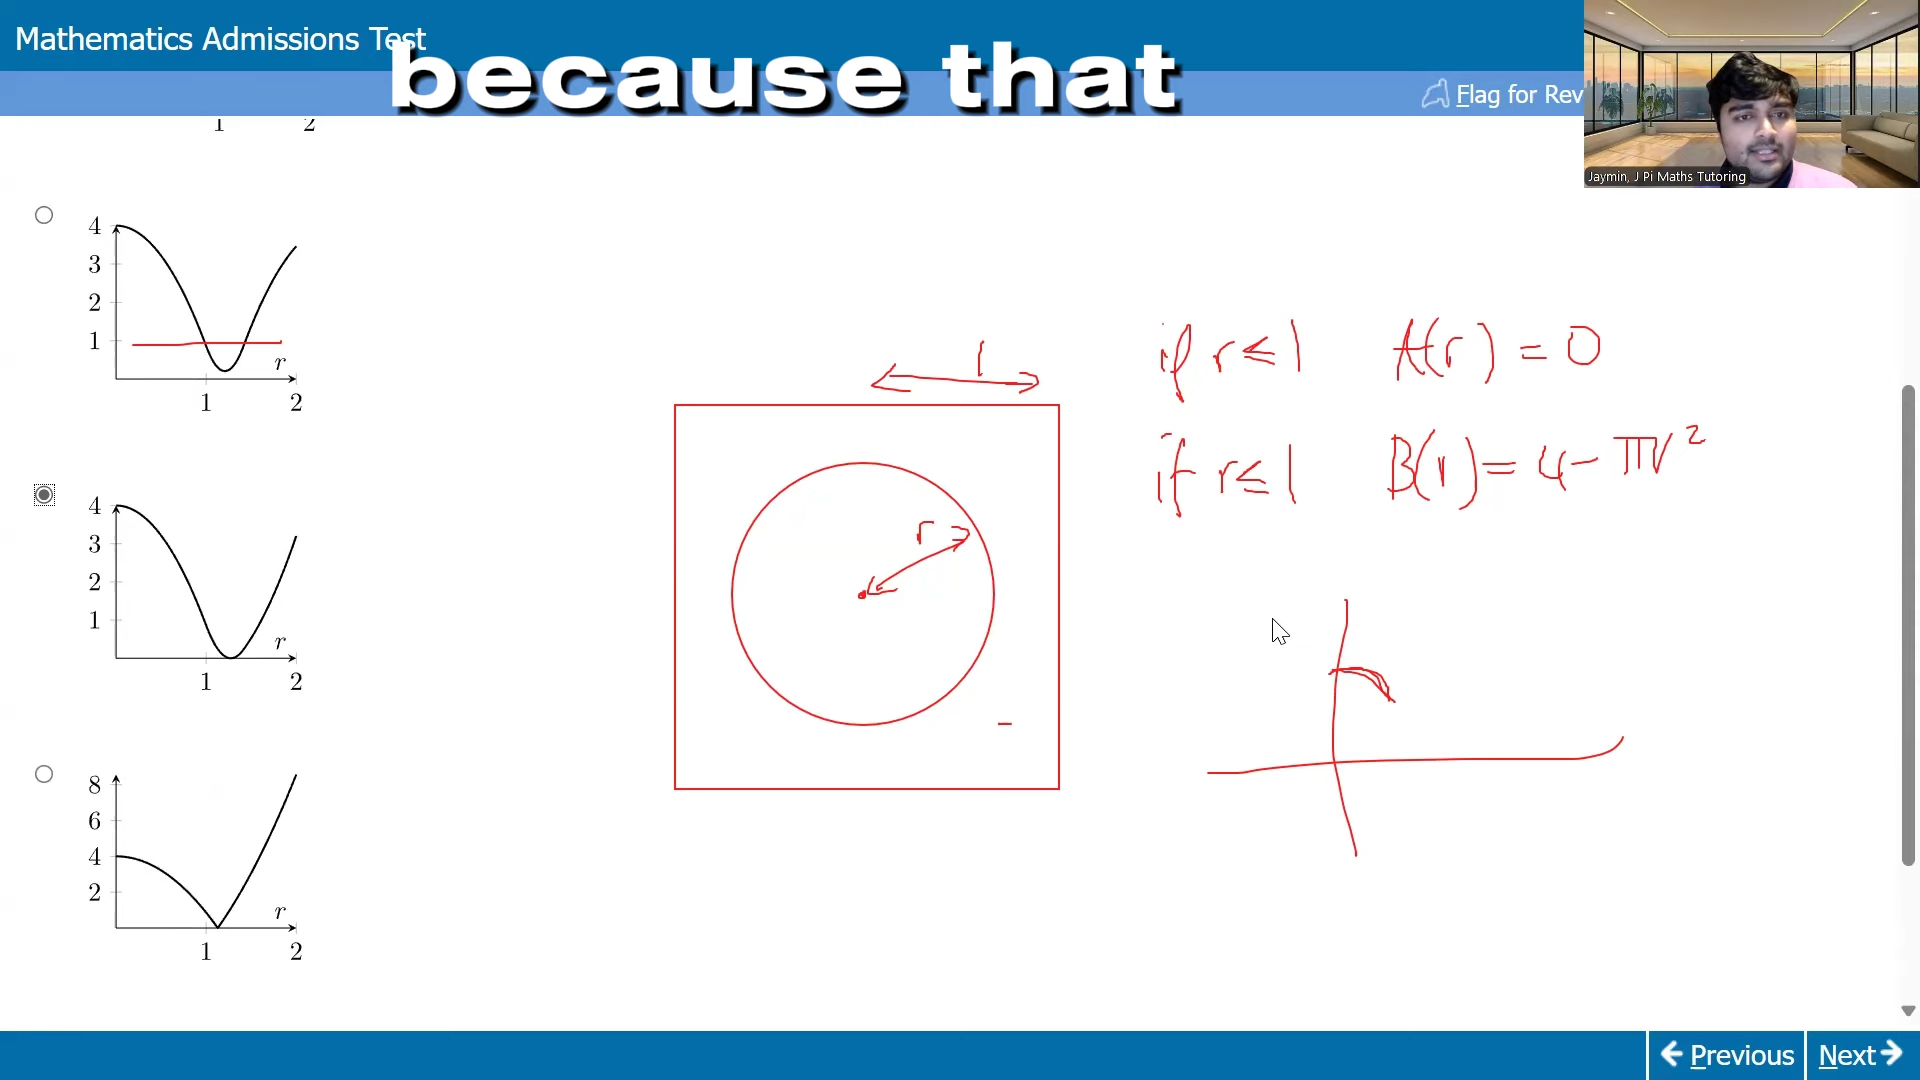 Mathematics Admissions Test
because that
Flag for Rev
Jaymin, J Pi Maths Tutoring
1 2
4
3
2
1
r
1 2
4
3
2
1
r
1 2
8
6
4
2
r
1 2
1
r
if r ≤ 1 A(r) = 0
if r ≤ 1 B(r) = 4 - πr²
Previous
Next